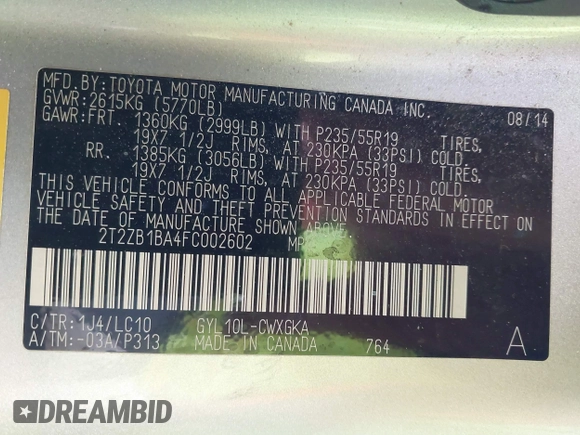 MFD.BY:TOYOTA MOTOR MANUFACTURING CANADA INC. 08/14
GVWR:2615KG (5770LB)
GAWR:FRT. 1360KG (2999LB) WITH P235/55R19 TIRES,
19X7 1/2J RIMS, AT 230KPA (33PSI) COLD.
RR. 1385KG (3056LB) WITH P235/55R19 TIRES,
19X7 1/2J RIMS, AT 230KPA (33PSI) COLD.
THIS VEHICLE CONFORMS TO ALL APPLICABLE FEDERAL MOTOR
VEHICLE SAFETY AND THEFT PREVENTION STANDARDS IN EFFECT ON
THE DATE OF MANUFACTURE SHOWN ABOVE.
2T2ZB1BA4FC002602
C/TR:1J4/LC10 GYL10L-CWXGKA
A/TM:-03A/P313 MADE IN CANADA 764 A
DREAMBID